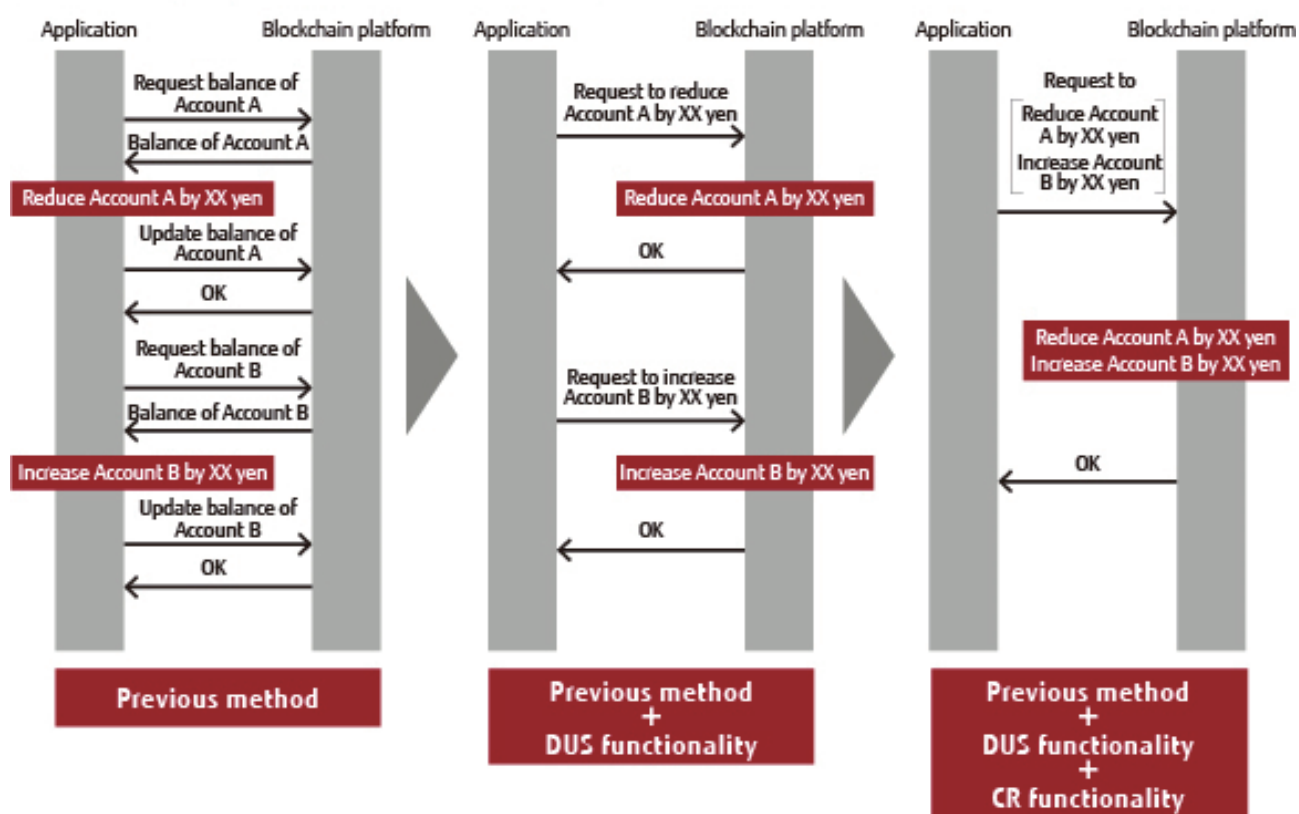 Application
Blockchain platform
Request balance of
Account A
Balance of Account A
Reduce Account A by XX yen
Update balance of
Account A
OK
Request balance of
Account B
Balance of Account B
Increase Account B by XX yen
Update balance of
Account B
OK
Previous method
Application
Blockchain platform
Request to reduce
Account A by XX yen
Reduce Account A by XX yen
OK
Request to increase
Account B by XX yen
Increase Account B by XX yen
OK
Previous method
+
DUS functionality
Application
Blockchain platform
Request to
Reduce Account
A by XX yen
Increase Account
B by XX yen
Reduce Account A by XX yen
Increase Account B by XX yen
OK
Previous method
+
DUS functionality
+
CR functionality